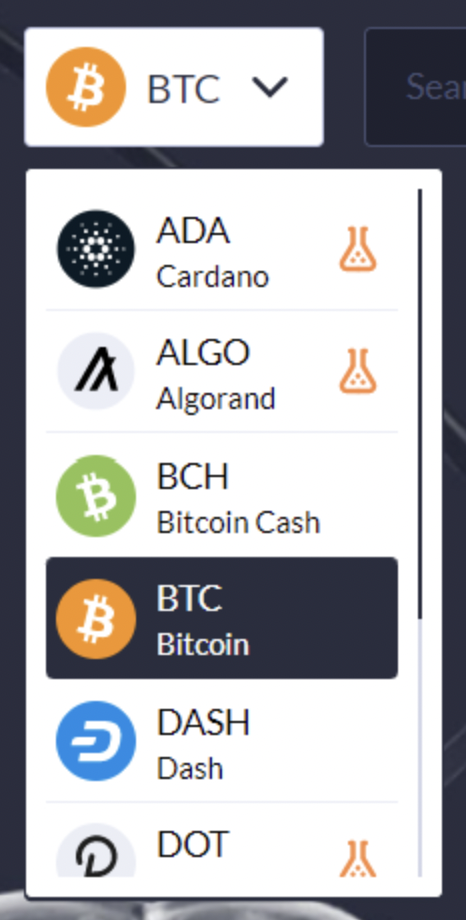 BTC
Sear
ADA
Cardano
ALGO
Algorand
BCH
Bitcoin Cash
BTC
Bitcoin
DASH
Dash
DOT